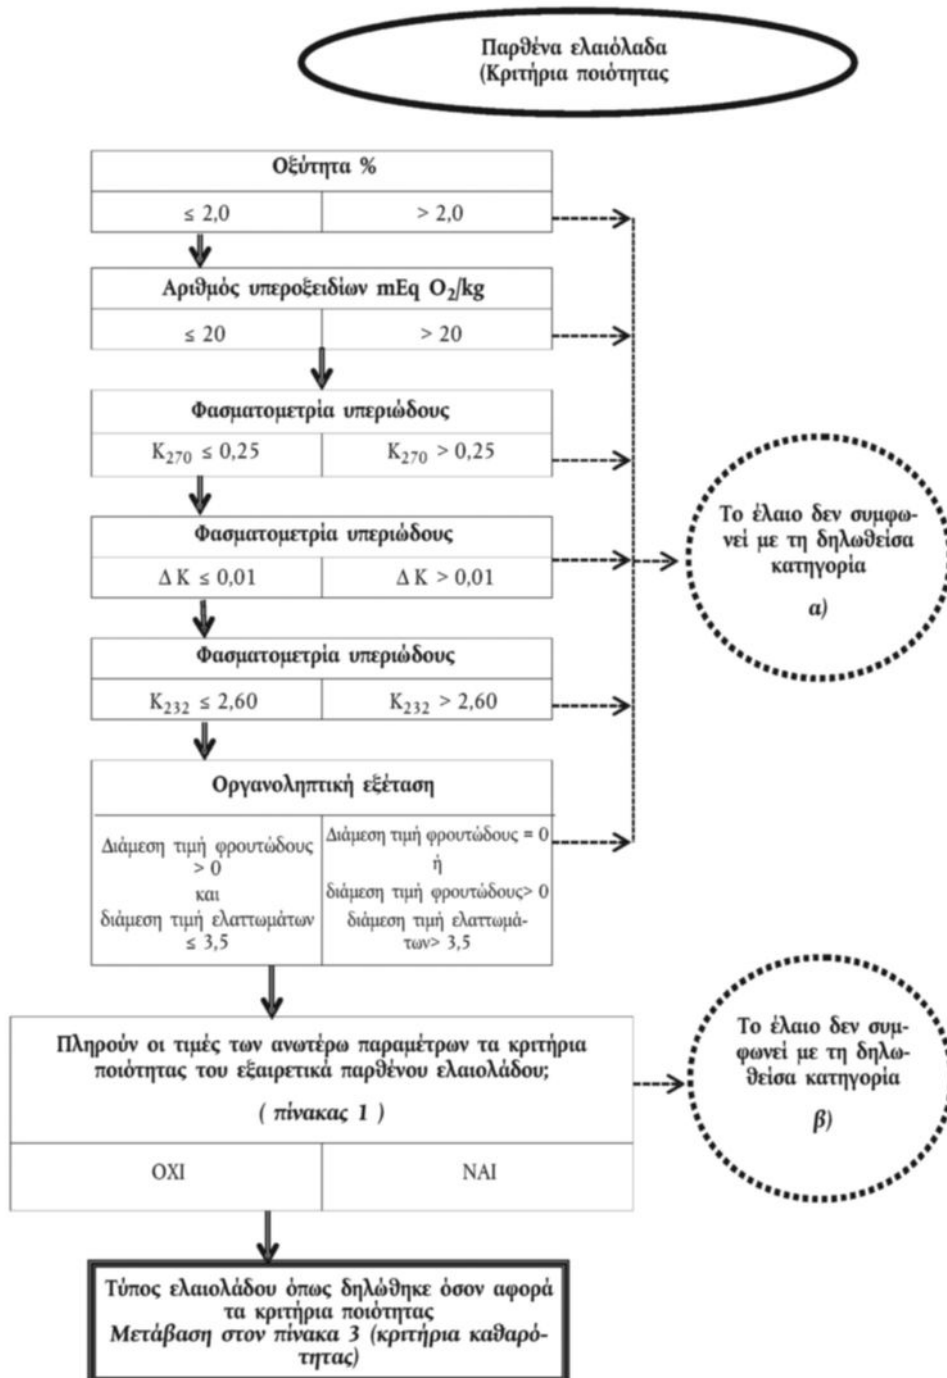 Παρθένα ελαιόλαδα
(Κριτήρια ποιότητας
Οξύτητα %
≤ 2,0
> 2,0
Αριθμός υπεροξειδίων mEq O₂/kg
≤ 20
> 20
Φασματομετρία υπεριώδους
K₂₇₀ ≤ 0,25
K₂₇₀ > 0,25
Φασματομετρία υπεριώδους
Δ K ≤ 0,01
Δ K > 0,01
Φασματομετρία υπεριώδους
K₂₃₂ ≤ 2,60
K₂₃₂ > 2,60
Το έλαιο δεν συμφω-
νεί με τη δηλωθείσα
κατηγορία
α)
Οργανοληπτική εξέταση
Διάμεση τιμή φρουτώδους
> 0
και
διάμεση τιμή ελαττωμάτων
≤ 3,5
Διάμεση τιμή φρουτώδους = 0
ή
διάμεση τιμή φρουτώδους> 0
διάμεση τιμή ελαττωμά-
των> 3,5
Πληρούν οι τιμές των ανωτέρω παραμέτρων τα κριτήρια
ποιότητας του εξαιρετικά παρθένου ελαιολάδου;
( πίνακας 1 )
ΟΧΙ
ΝΑΙ
Το έλαιο δεν συμ-
φωνεί με τη δηλω-
θείσα κατηγορία
β)
Τύπος ελαιολάδου όπως δηλώθηκε όσον αφορά
τα κριτήρια ποιότητας
Μετάβαση στον πίνακα 3 (κριτήρια καθαρό-
τητας)